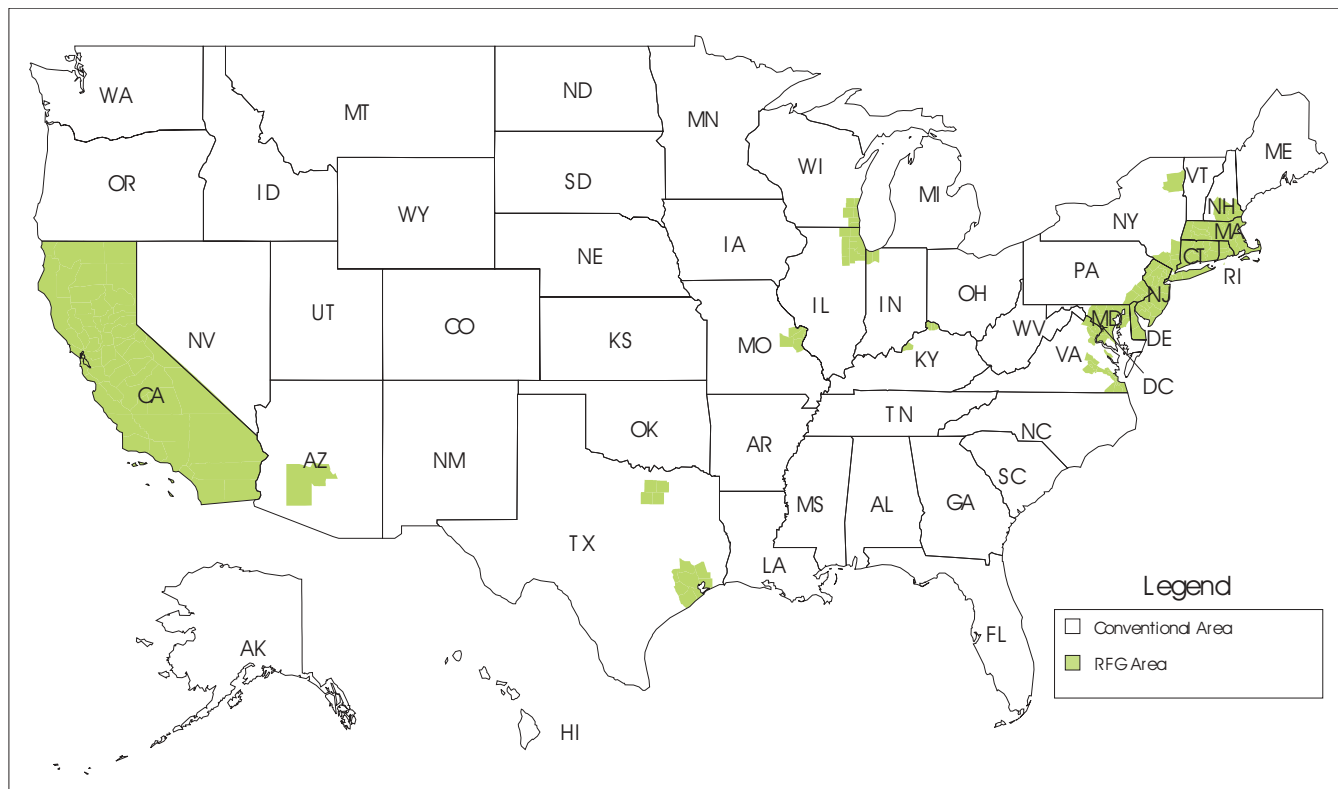 WA
MT
ND
MN
ME
OR
ID
SD
WI
VT
WY
MI
NY
NH
MA
IA
NE
CT
PA
RI
NV
UT
CO
KS
MO
IL
IN
OH
NJ
WV
MD
VA
DE
KY
DC
CA
AZ
NM
OK
AR
TN
NC
SC
MS
AL
GA
TX
LA
FL
AK
HI
Legend
Conventional Area
RFG Area